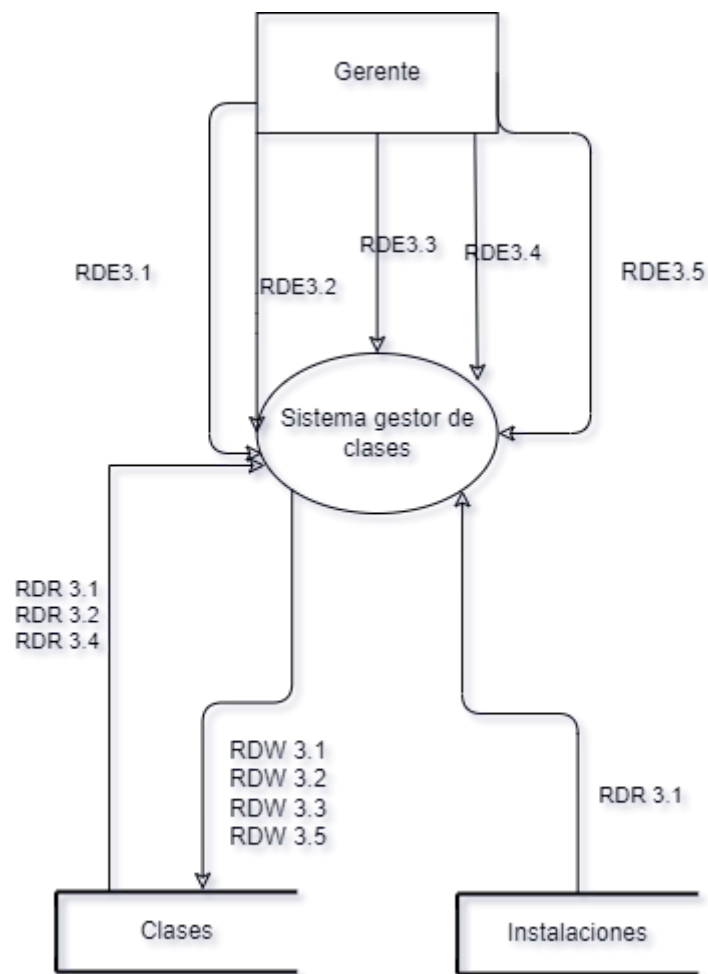 Gerente
RDE3.1
RDE3.2
RDE3.3
RDE3.4
RDE3.5
Sistema gestor de
clases
RDR 3.1
RDR 3.2
RDR 3.4
RDW 3.1
RDW 3.2
RDW 3.3
RDW 3.5
RDR 3.1
Clases
Instalaciones